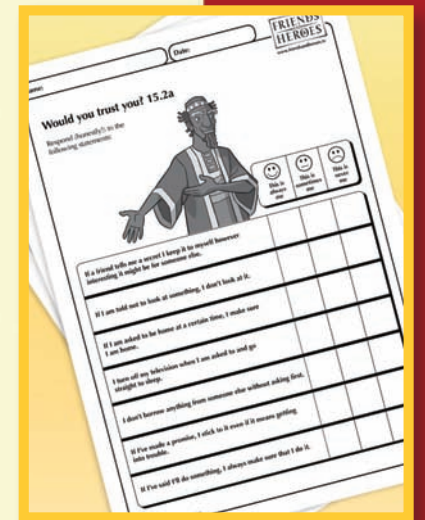 FRIENDS
HEROES
www.friendsandheroes.tv
Name:
Date:
Would you trust you? 15.2a
Respond (honestly!) to the
following statements:
This is
always
me
This is
sometimes
me
This is
never
me
If a friend tells me a secret I keep it to myself however
interesting it might be for someone else.
If I am told not to look at something, I don't look at it.
If I am asked to be home at a certain time, I make sure
I am home.
I turn off my television when I am asked to and go
straight to sleep.
I don't borrow anything from someone else without asking first.
If I've made a promise, I stick to it even if it means getting
into trouble.
If I've said I'll do something, I always make sure that I do it.